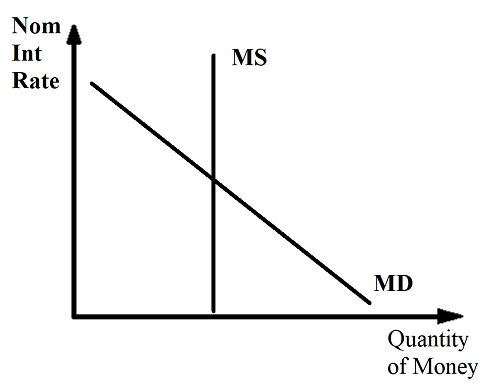 Nom
Int
Rate
MS
MD
Quantity
of Money